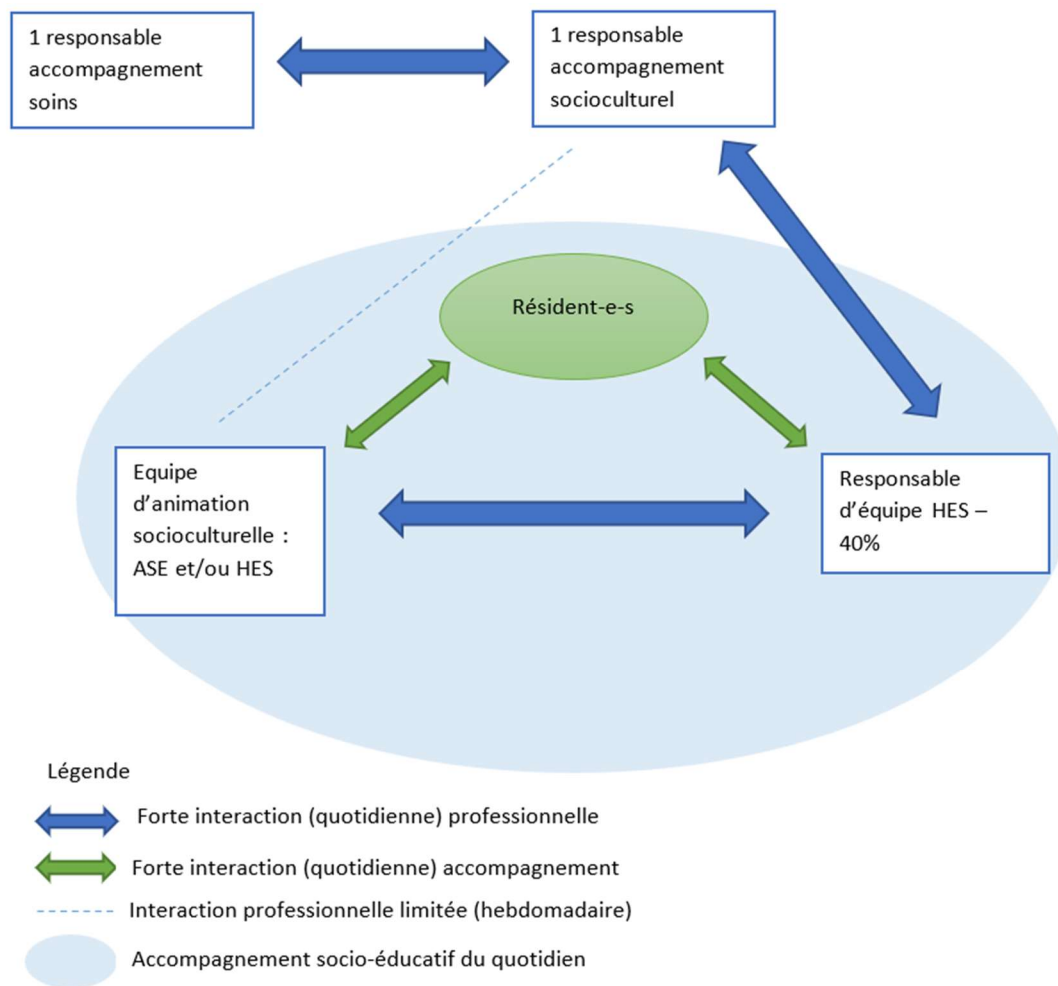 1 responsable
accompagnement
soins
1 responsable
accompagnement
socioculturel
Résident-e-s
Equipe
d’animation
socioculturelle :
ASE et/ou HES
Responsable
d’équipe HES –
40%
Légende
Forte interaction (quotidienne) professionnelle
Forte interaction (quotidienne) accompagnement
Interaction professionnelle limitée (hebdomadaire)
Accompagnement socio-éducatif du quotidien